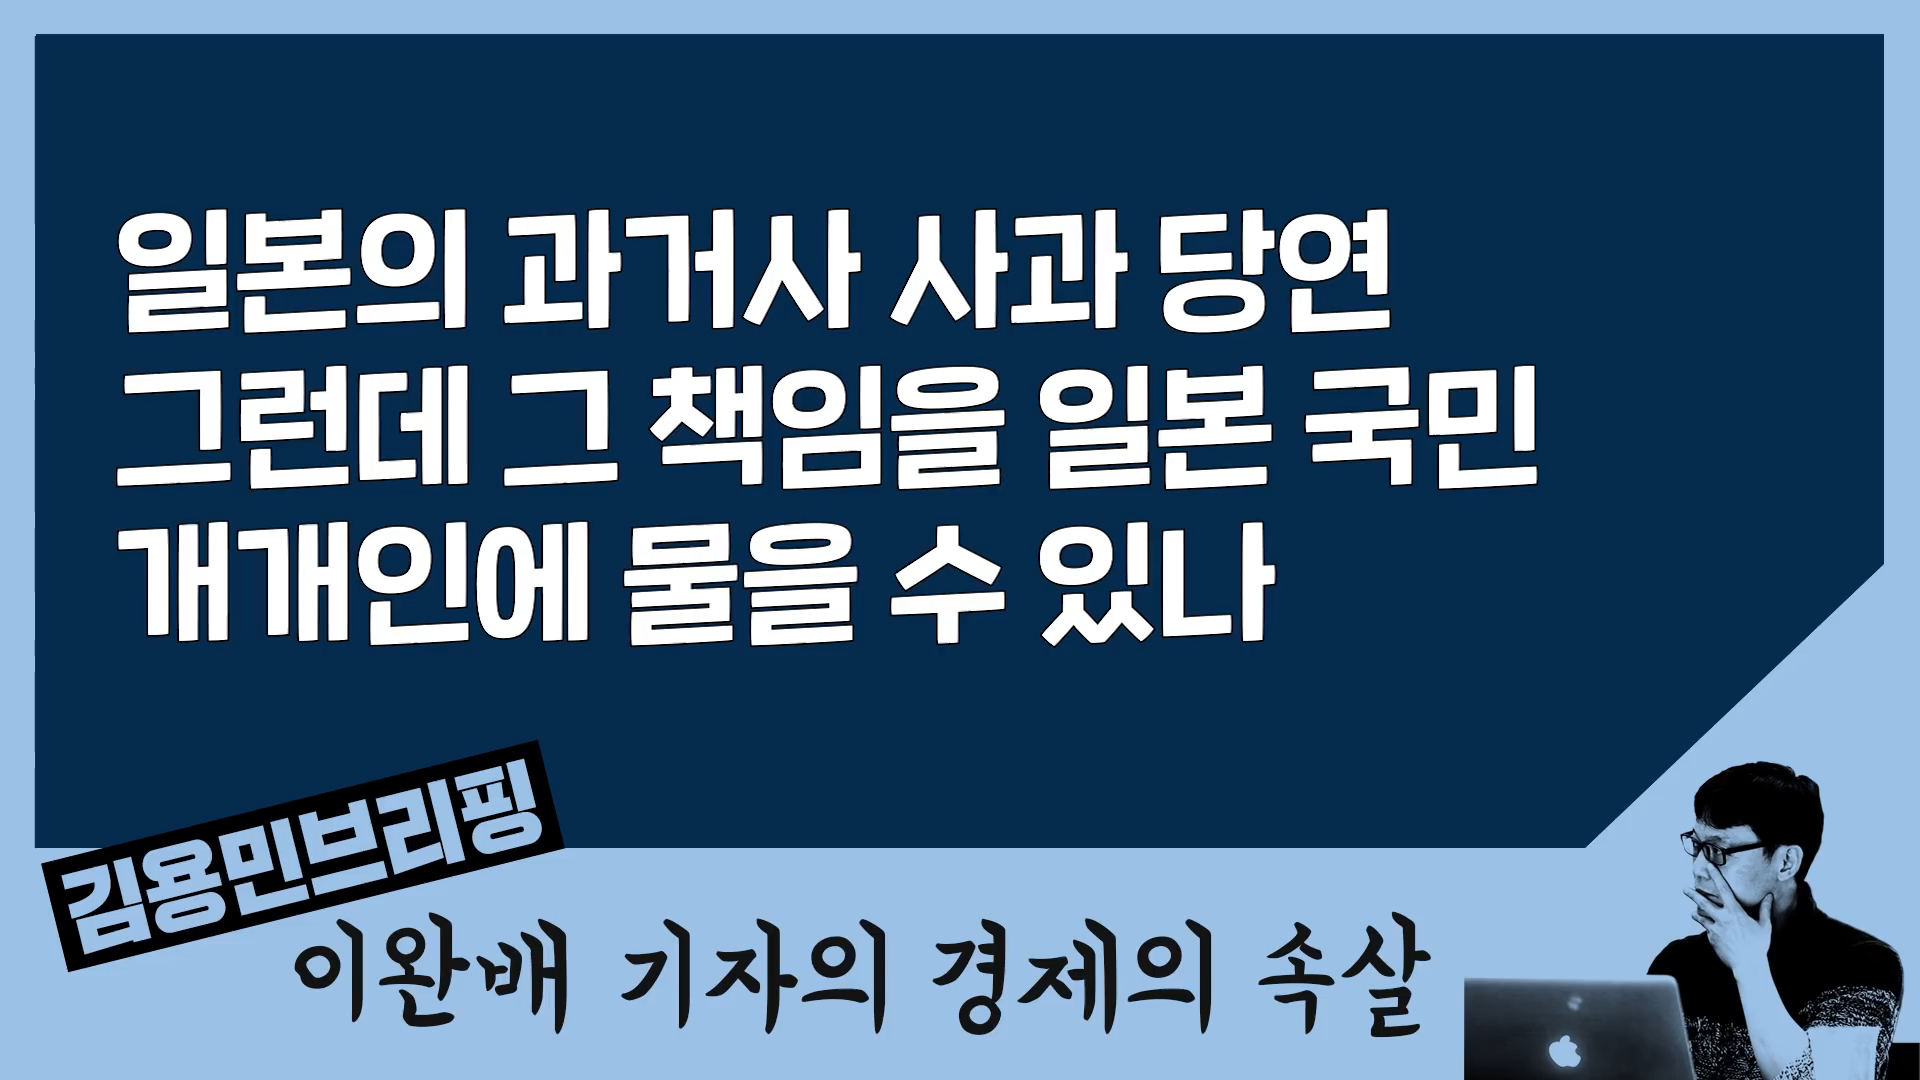 일본의 과거사 사과 당연
그런데 그 책임을 일본 국민
개개인에 물을 수 있나
김용민브리핑
이완배 기자의 경제의 속살